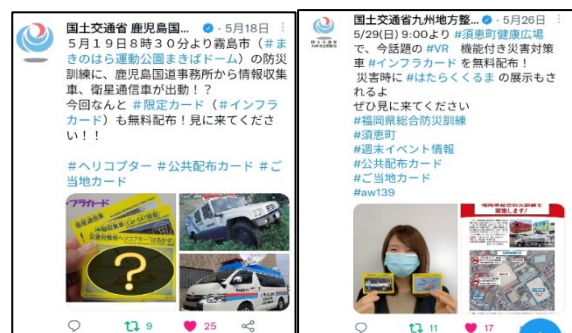 国土交通省 鹿児島国... ・5月18日
５月１９日８時３０分より霧島市（＃ま
きのはら運動公園まきばドーム）の防災
訓練に、鹿児島国道事務所から情報収集
車、衛星通信車が出動！？
今回なんと ＃限定カード（＃インフラ
カード）も無料配布！見に来てくださ
い！！
＃ヘリコプター ＃公共配布カード ＃ご
当地カード
フラカード
衛星通信車
?
9
25
国土交通省九州地方整... ・5月26日
5/29(日) 9:00より #須恵町健康広場
で、今話題の #VR 機能付き災害対策
車 #インフラカード を無料配布！
災害時に #はたらくくるま の展示もさ
れるよ
ぜひ見に来てください
#福岡県総合防災訓練
#須恵町
#週末イベント情報
#公共配布カード
#ご当地カード
#aw139
11
17